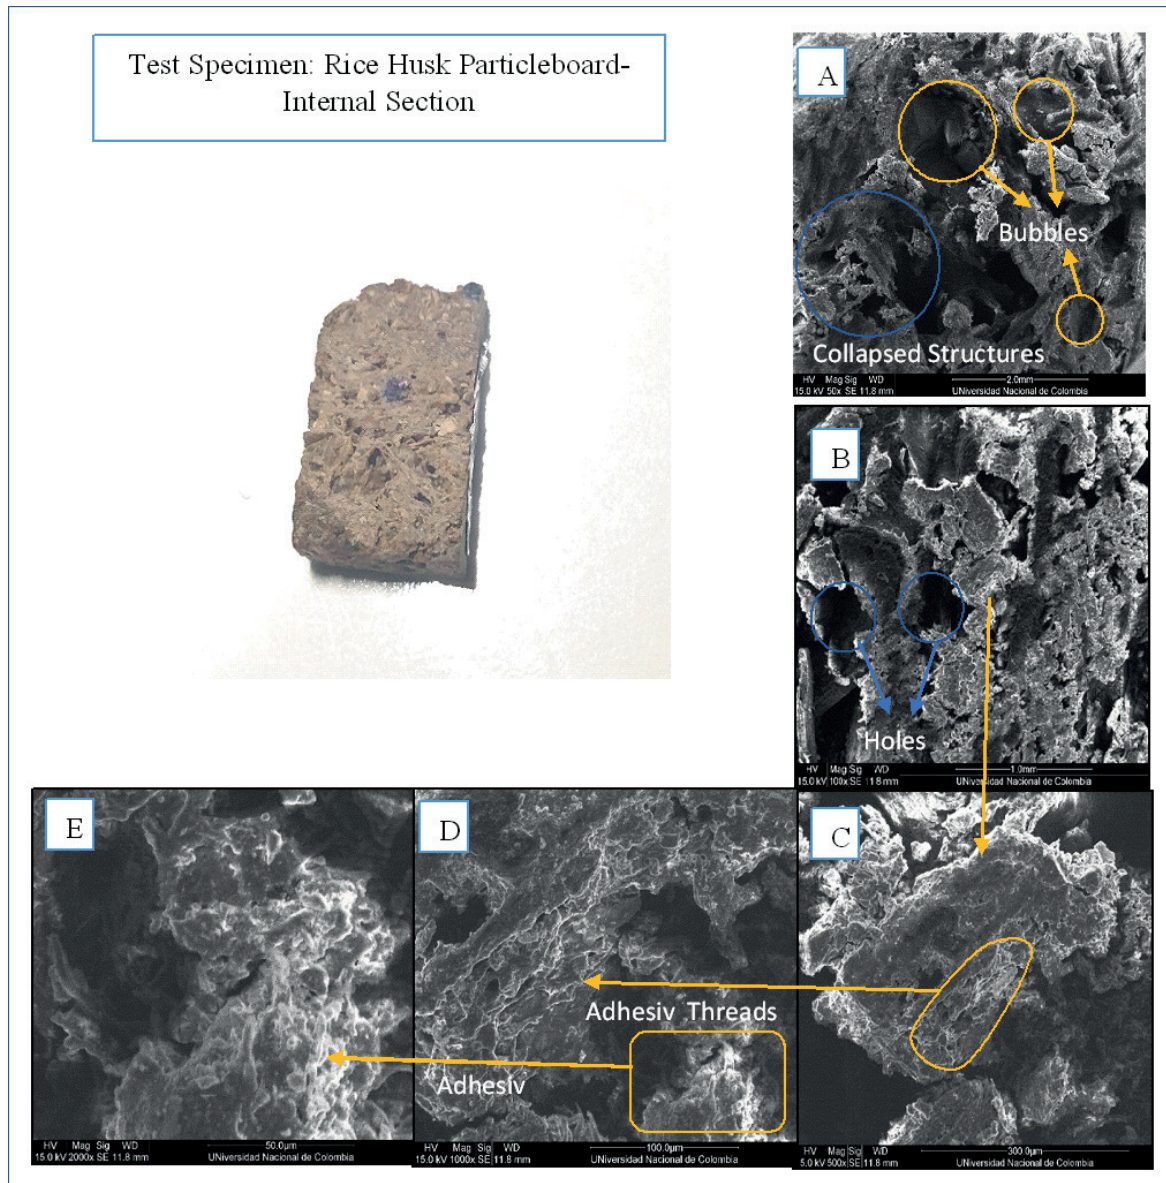 Test Specimen: Rice Husk Particleboard-
Internal Section
A
Bubbles
Collapsed Structures
HV Mag Sig WD 2.0mm
15.0 kV 50x SE 11.8 mm UNiversidad Nacional de Colombia
B
Holes
HV Mag Sig WD 1.0mm
15.0 kV 100x SE 11.8 mm UNiversidad Nacional de Colombia
E
HV Mag Sig WD 50.0µm
15.0 kV 2000x SE 11.8 mm UNiversidad Nacional de Colombia
D
Adhesiv Threads
Adhesiv
HV Mag Sig WD 100.0µm
15.0 kV 1000x SE 11.8 mm UNiversidad Nacional de Colombia
C
HV Mag Sig WD 300.0µm
5.0 kV 500x SE 11.8 mm UNiversidad Nacional de Colombia